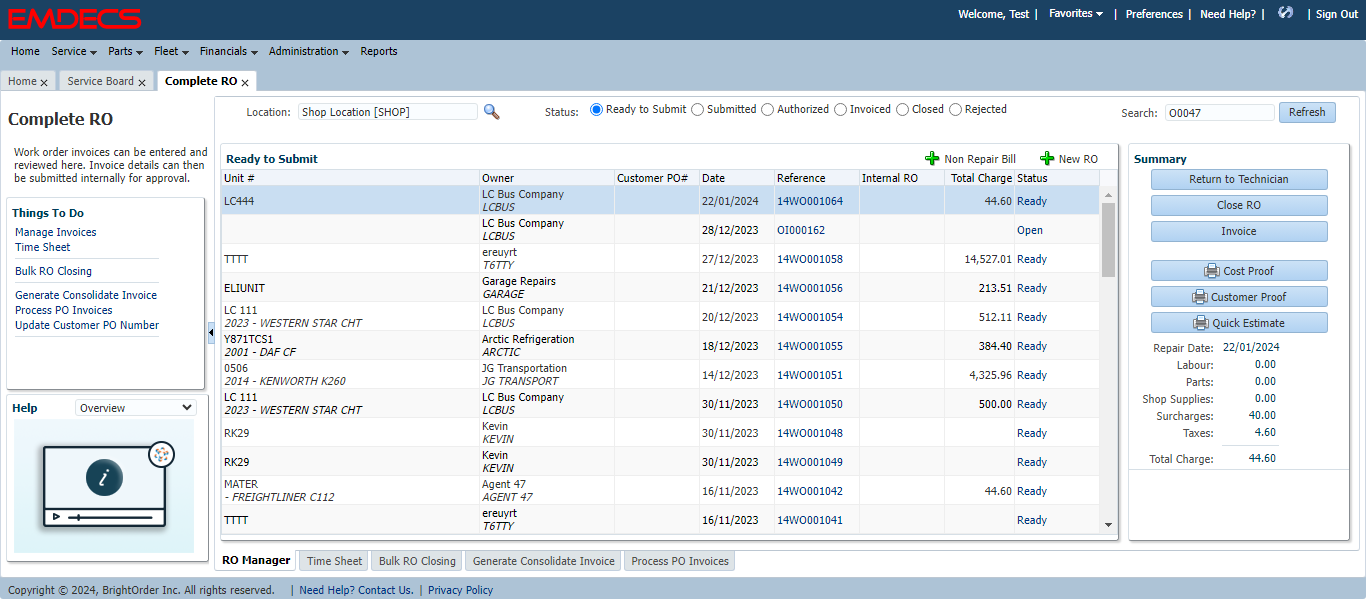 EMDECS
Welcome, Test | Favorites | Preferences | Need Help? | | Sign Out
Home Service Parts Fleet Financials Administration Reports
Home x Service Board x Complete RO x
Complete RO
Work order invoices can be entered and
reviewed here. Invoice details can then
be submitted internally for approval.
Things To Do
Manage Invoices
Time Sheet
Bulk RO Closing
Generate Consolidate Invoice
Process PO Invoices
Update Customer PO Number
Help Overview
i
Location: Shop Location [SHOP] Status: Ready to Submit Submitted Authorized Invoiced Closed Rejected Search: O0047 Refresh
Ready to Submit Non Repair Bill New RO
Unit # Owner Customer PO# Date Reference Internal RO Total Charge Status
LC444 LC Bus Company 22/01/2024 14WO001064 44.60 Ready
LCBUS
LC Bus Company 28/12/2023 OI000162 Open
LCBUS
TTTT ereuyrt 27/12/2023 14WO001058 14,527.01 Ready
T6TTY
ELIUNIT Garage Repairs 21/12/2023 14WO001056 213.51 Ready
GARAGE
LC 111 LC Bus Company 20/12/2023 14WO001054 512.11 Ready
2023 - WESTERN STAR CHT LCBUS
Y871TCS1 Arctic Refrigeration 18/12/2023 14WO001055 384.40 Ready
2001 - DAF CF ARCTIC
0506 JG Transportation 14/12/2023 14WO001051 4,325.96 Ready
2014 - KENWORTH K260 JG TRANSPORT
LC 111 LC Bus Company 30/11/2023 14WO001050 500.00 Ready
2023 - WESTERN STAR CHT LCBUS
RK29 Kevin 30/11/2023 14WO001048 Ready
KEVIN
RK29 Kevin 30/11/2023 14WO001049 Ready
KEVIN
MATER Agent 47 16/11/2023 14WO001042 44.60 Ready
- FREIGHTLINER C112 AGENT 47
TTTT ereuyrt 16/11/2023 14WO001041 Ready
T6TTY
Summary
Return to Technician
Close RO
Invoice
Cost Proof
Customer Proof
Quick Estimate
Repair Date: 22/01/2024
Labour: 0.00
Parts: 0.00
Shop Supplies: 0.00
Surcharges: 40.00
Taxes: 4.60
Total Charge: 44.60
RO Manager Time Sheet Bulk RO Closing Generate Consolidate Invoice Process PO Invoices
Copyright © 2024, BrightOrder Inc. All rights reserved. | Need Help? Contact Us. | Privacy Policy